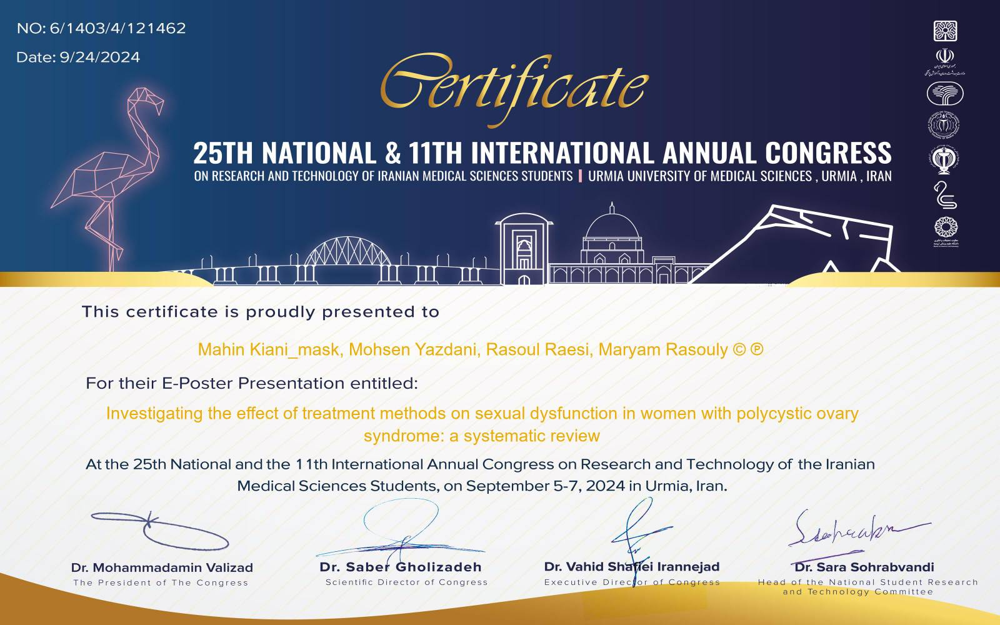 NO: 6/1403/4/121462
Date: 9/24/2024
Certificate
25TH NATIONAL & 11TH INTERNATIONAL ANNUAL CONGRESS
ON RESEARCH AND TECHNOLOGY OF IRANIAN MEDICAL SCIENCES STUDENTS | URMIA UNIVERSITY OF MEDICAL SCIENCES , URMIA , IRAN
This certificate is proudly presented to
Mahin Kiani_mask, Mohsen Yazdani, Rasoul Raesi, Maryam Rasouly © ℗
For their E-Poster Presentation entitled:
Investigating the effect of treatment methods on sexual dysfunction in women with polycystic ovary
syndrome: a systematic review
At the 25th National and the 11th International Annual Congress on Research and Technology of the Iranian
Medical Sciences Students, on September 5-7, 2024 in Urmia, Iran.
Dr. Mohammadamin Valizad
The President of The Congress
Dr. Saber Gholizadeh
Scientific Director of Congress
Dr. Vahid Shafiei Irannejad
Executive Director of Congress
Dr. Sara Sohrabvandi
Head of the National Student Research
and Technology Committee